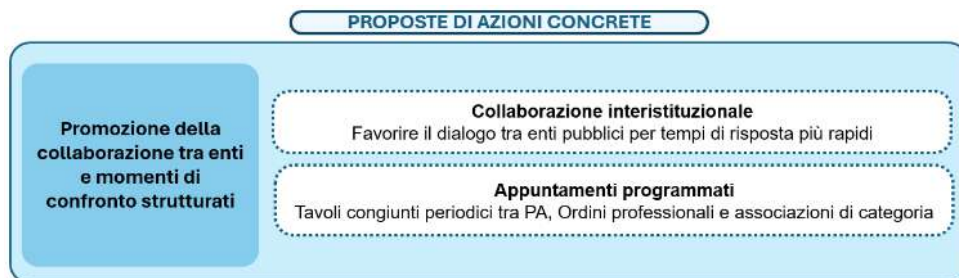 PROPOSTE DI AZIONI CONCRETE
Promozione della
collaborazione tra enti
e momenti di
confronto strutturati
Collaborazione interistituzionale
Favorire il dialogo tra enti pubblici per tempi di risposta più rapidi
Appuntamenti programmati
Tavoli congiunti periodici tra PA, Ordini professionali e associazioni di categoria